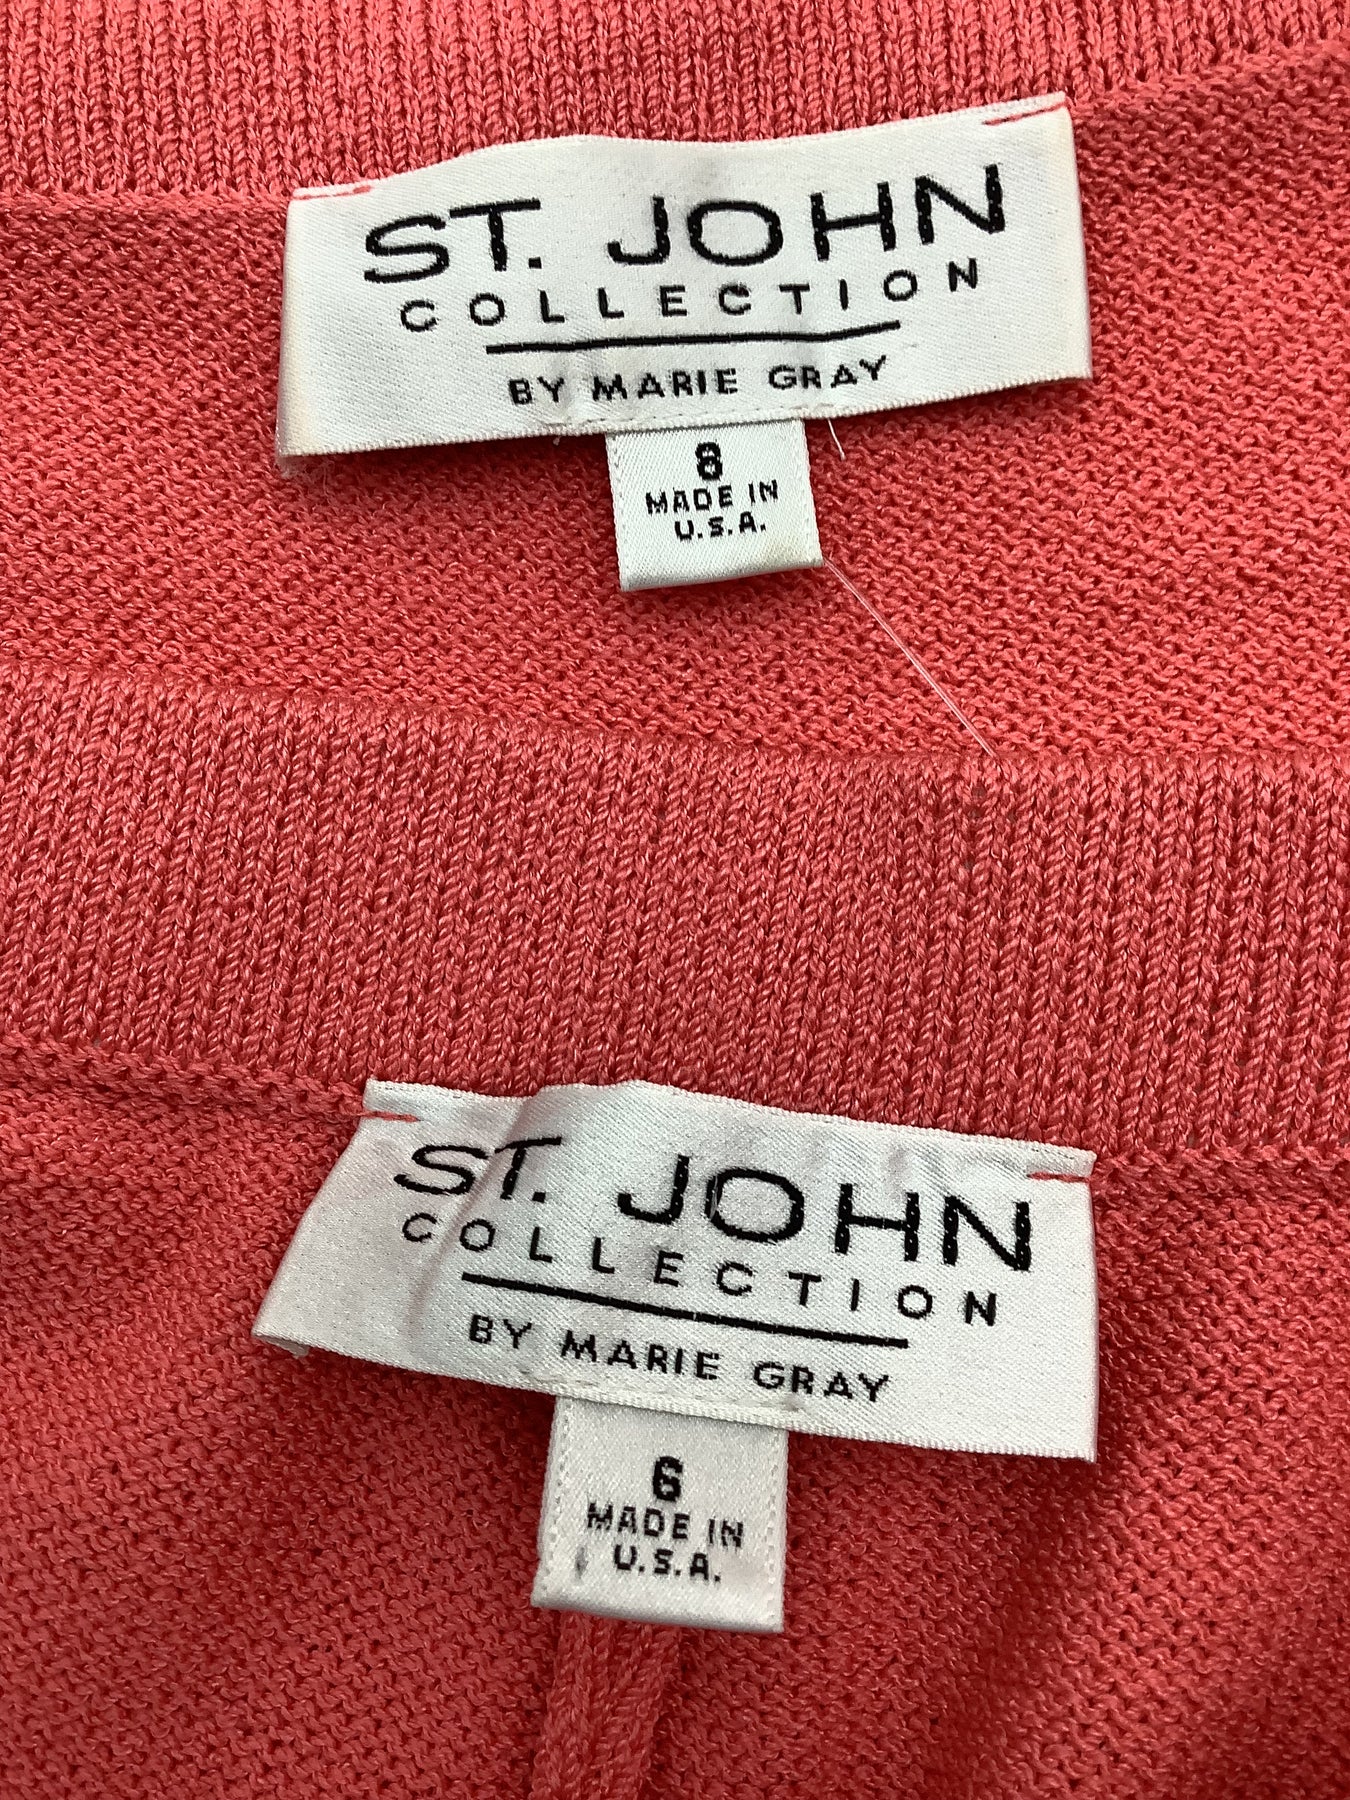 ST. JOHN
COLLECTION
BY MARIE GRAY
8
MADE IN
U.S.A.
ST. JOHN
COLLECTION
BY MARIE GRAY
6
MADE IN
U.S.A.